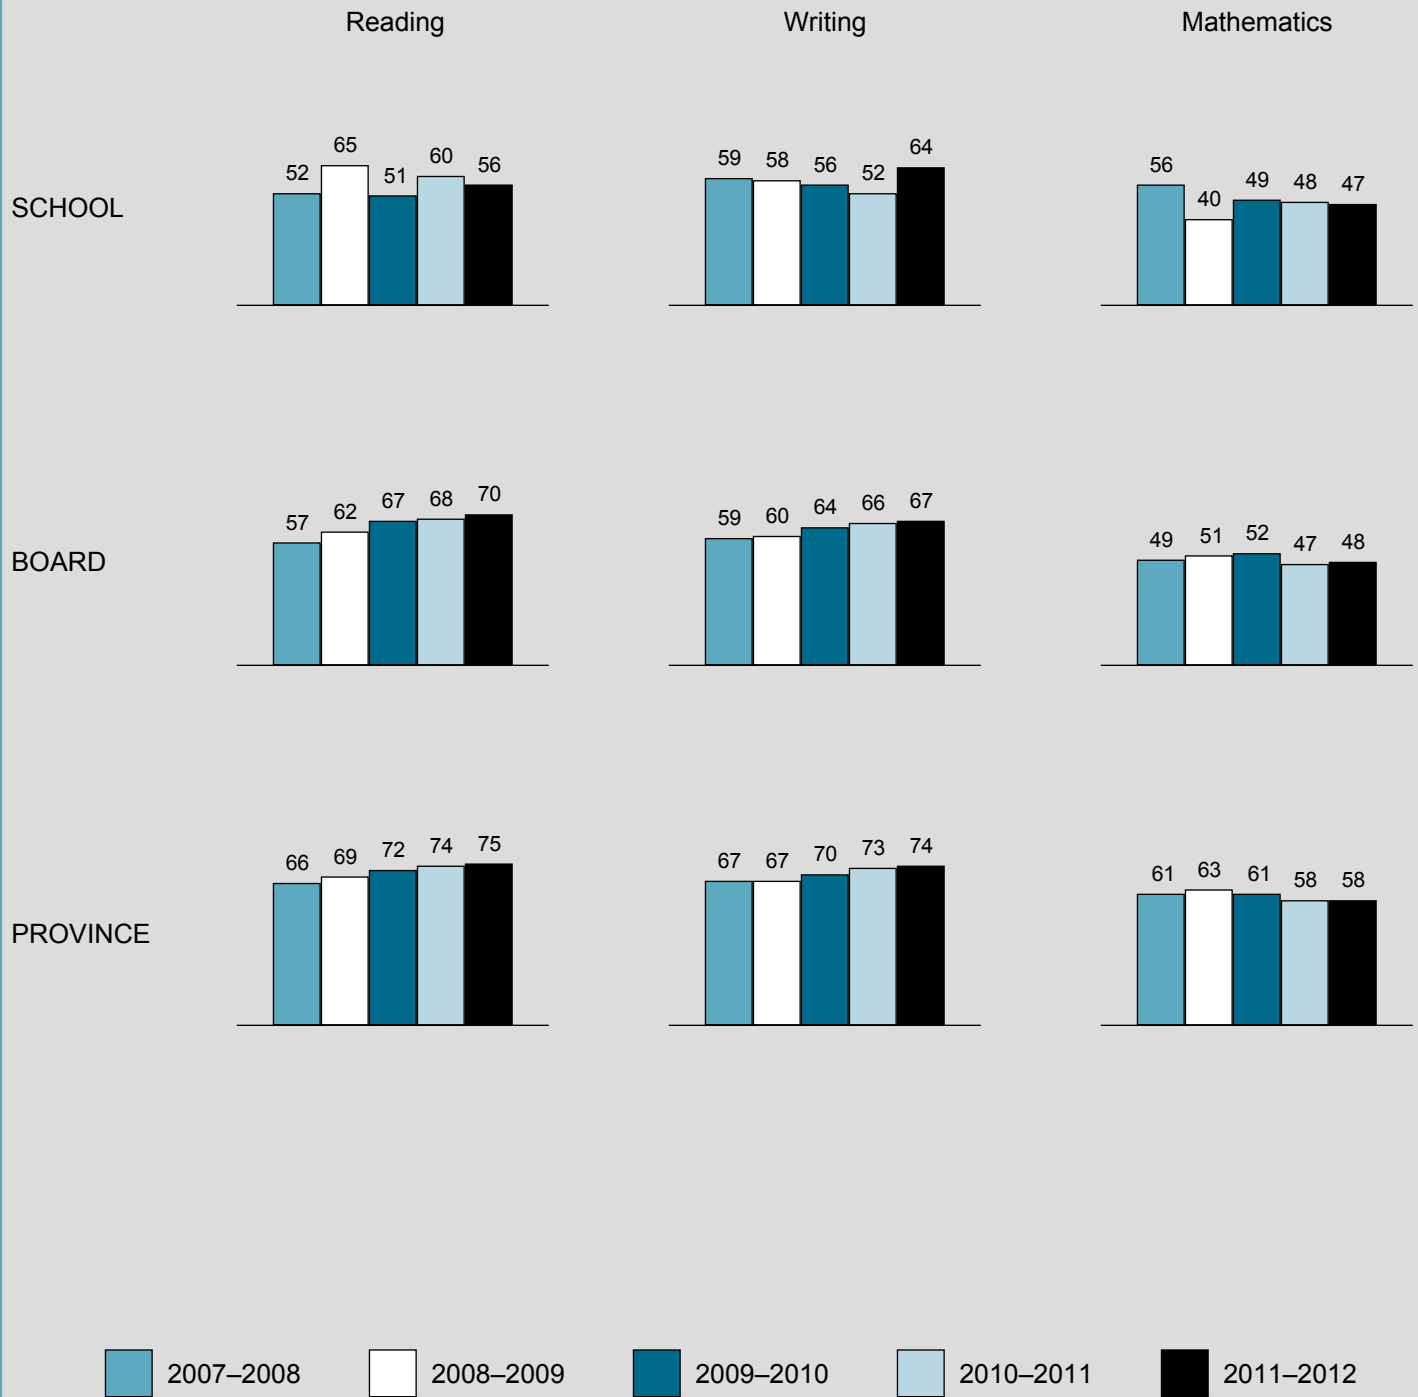 Reading Writing Mathematics
SCHOOL
52 65 51 60 56
59 58 56 52 64
56 40 49 48 47
BOARD
57 62 67 68 70
59 60 64 66 67
49 51 52 47 48
PROVINCE
66 69 72 74 75
67 67 70 73 74
61 63 61 58 58
2007–2008 2008–2009 2009–2010 2010–2011 2011–2012